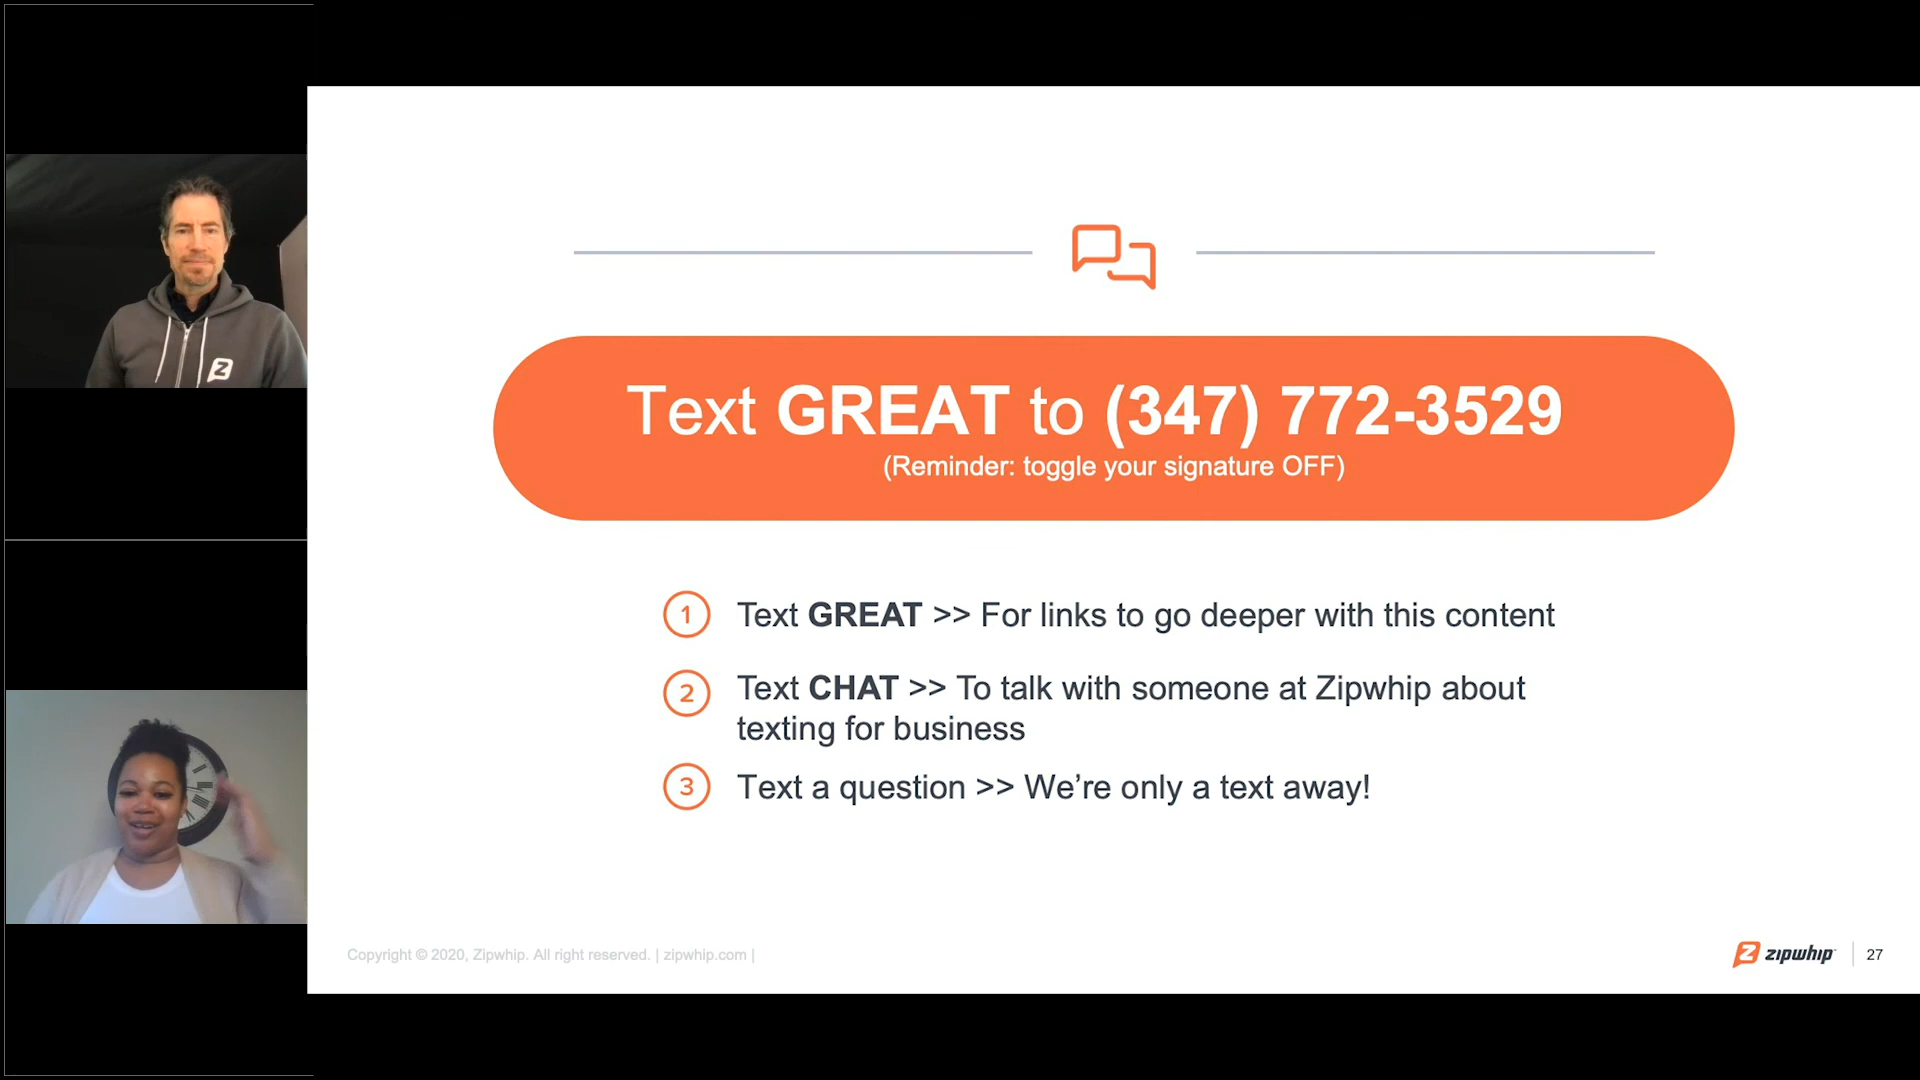 Text GREAT to (347) 772-3529
(Reminder: toggle your signature OFF)
1 Text GREAT >> For links to go deeper with this content
2 Text CHAT >> To talk with someone at Zipwhip about
texting for business
3 Text a question >> We’re only a text away!
Copyright © 2020, Zipwhip. All right reserved. | zipwhip.com |
zipwhip 27